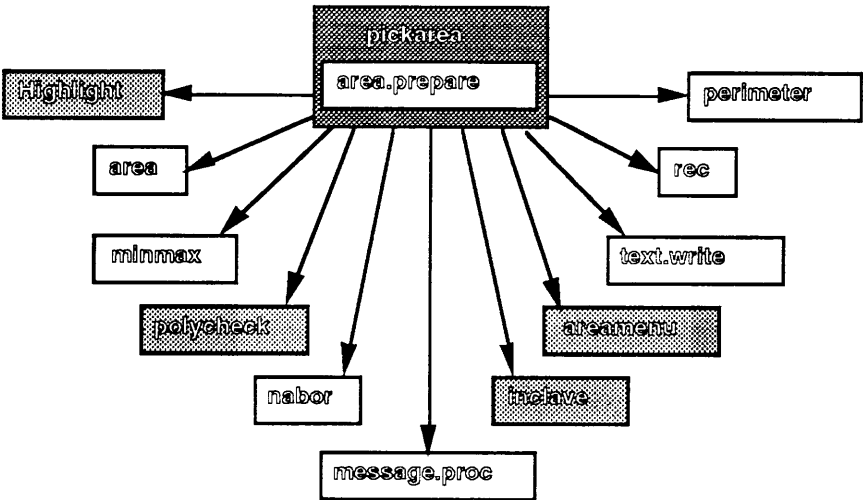 pickarea
area.prepare
Highlight
perimeter
area
rec
minmax
text.write
polycheck
areamenu
nabor
inclave
message.proc